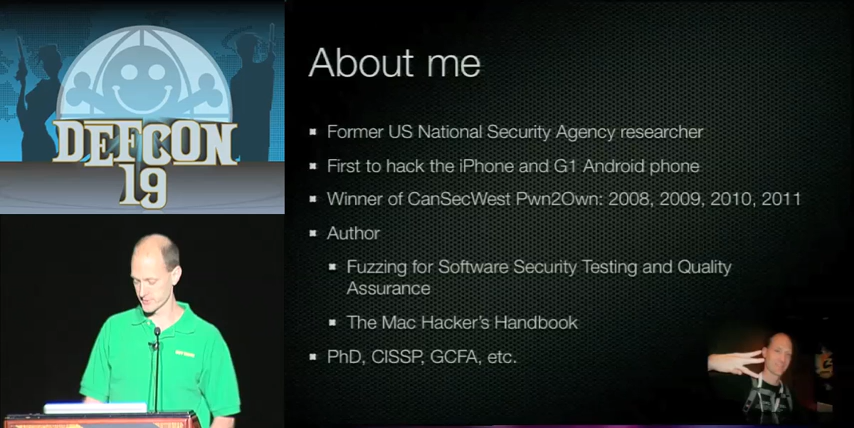 DEFCON
19
About me
Former US National Security Agency researcher
First to hack the iPhone and G1 Android phone
Winner of CanSecWest Pwn2Own: 2008, 2009, 2010, 2011
Author
Fuzzing for Software Security Testing and Quality
Assurance
The Mac Hacker's Handbook
PhD, CISSP, GCFA, etc.